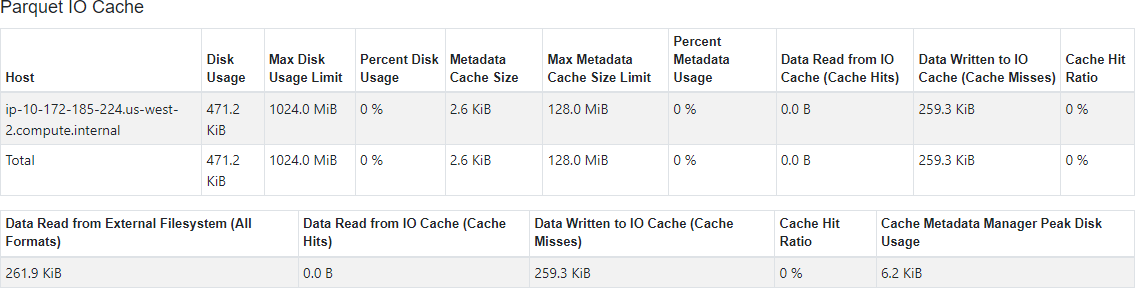 Parquet IO Cache
Host Disk Usage Max Disk Usage Limit Percent Disk Usage Metadata Cache Size Max Metadata Cache Size Limit Percent Metadata Usage Data Read from IO Cache (Cache Hits) Data Written to IO Cache (Cache Misses) Cache Hit Ratio
ip-10-172-185-224.us-west-2.compute.internal 471.2 KiB 1024.0 MiB 0 % 2.6 KiB 128.0 MiB 0 % 0.0 B 259.3 KiB 0 %
Total 471.2 KiB 1024.0 MiB 0 % 2.6 KiB 128.0 MiB 0 % 0.0 B 259.3 KiB 0 %
Data Read from External Filesystem (All Formats) Data Read from IO Cache (Cache Hits) Data Written to IO Cache (Cache Misses) Cache Hit Ratio Cache Metadata Manager Peak Disk Usage
261.9 KiB 0.0 B 259.3 KiB 0 % 6.2 KiB